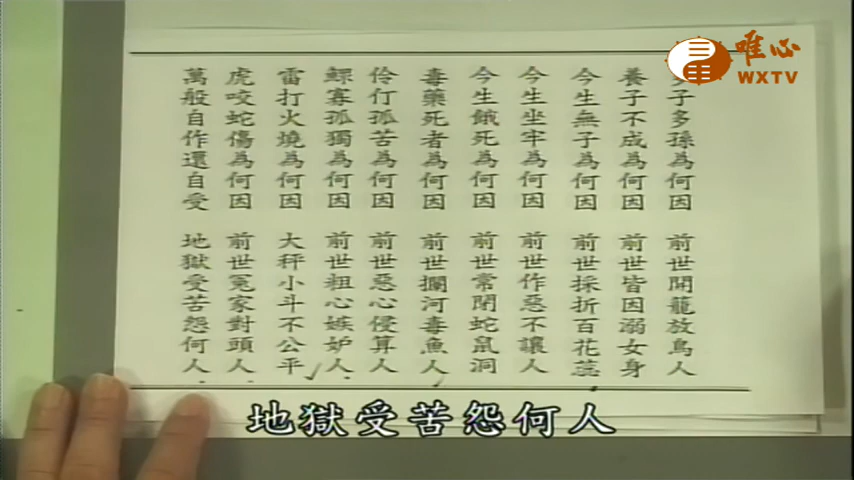 子多孫為何因 前世開籠放鳥人
養子不成為何因 前世皆因溺女身
今生無子為何因 前世採折百花蕊
今生坐牢為何因 前世作惡不讓人
今生餓死為何因 前世常閉蛇鼠洞
毒藥死者為何因 前世攔河毒魚人
伶仃孤苦為何因 前世惡心侵算人
鰥寡孤獨為何因 前世粗心嫉妒人
雷打火燒為何因 大秤小斗不公平
虎咬蛇傷為何因 前世冤家對頭人
萬般自作還自受 地獄受苦怨何人
唯心
WXTV
地獄受苦怨何人